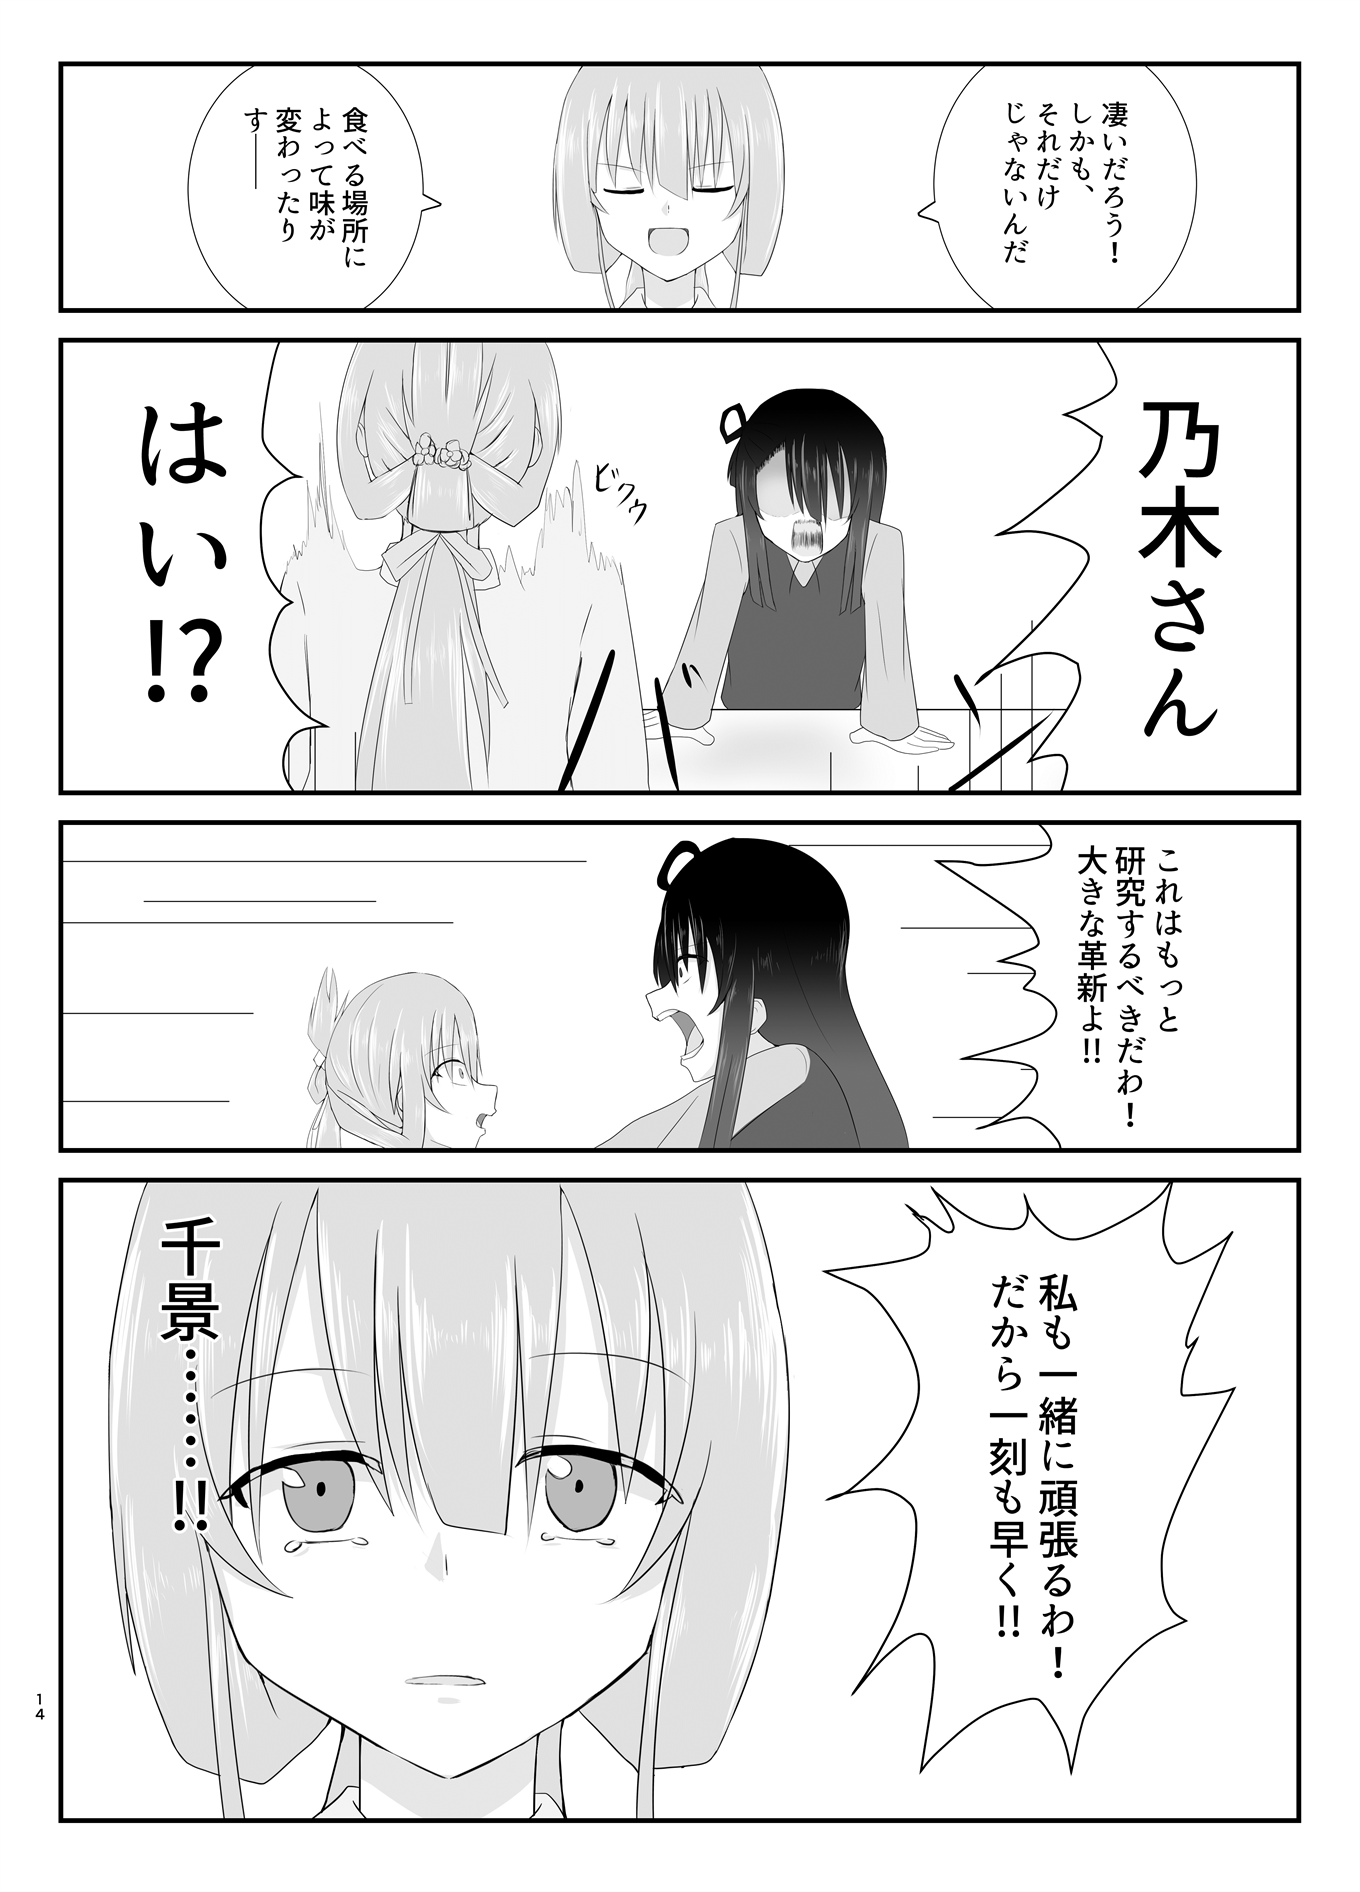 凄いだろう！
しかも、
それだけ
じゃないんだ
食べる場所に
よって味が
変わったり
す――
乃木さん
ビクゥ
はい!?
これはもっと
研究するべきだわ！
大きな革新よ!!
私も一緒に頑張るわ！
だから一刻も早く!!
千景………!!
14